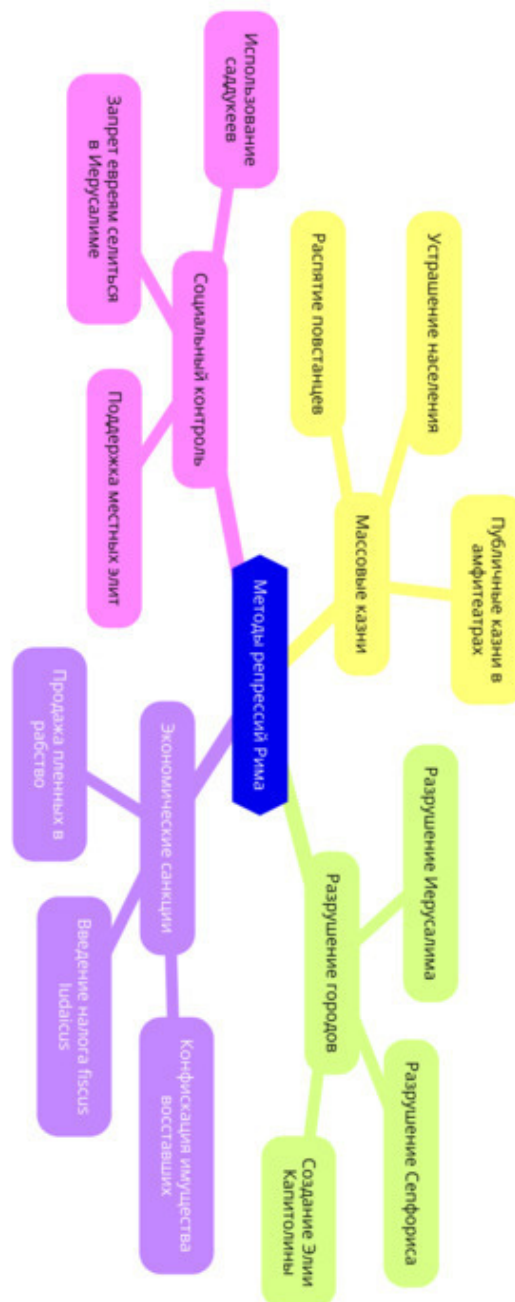 Методы репрессий Рима
Массовые казни
Публичные казни в
амфитеатрах
Устрашение населения
Распятие повстанцев
Разрушение городов
Разрушение Иерусалима
Разрушение Сепфориса
Создание Элии
Капитолины
Социальный контроль
Использование
саддукеев
Запрет евреям селиться
в Иерусалиме
Поддержка местных элит
Экономические санкции
Конфискация имущества
восставших
Введение налога fiscus
Iudaicus
Продажа пленных в
рабство